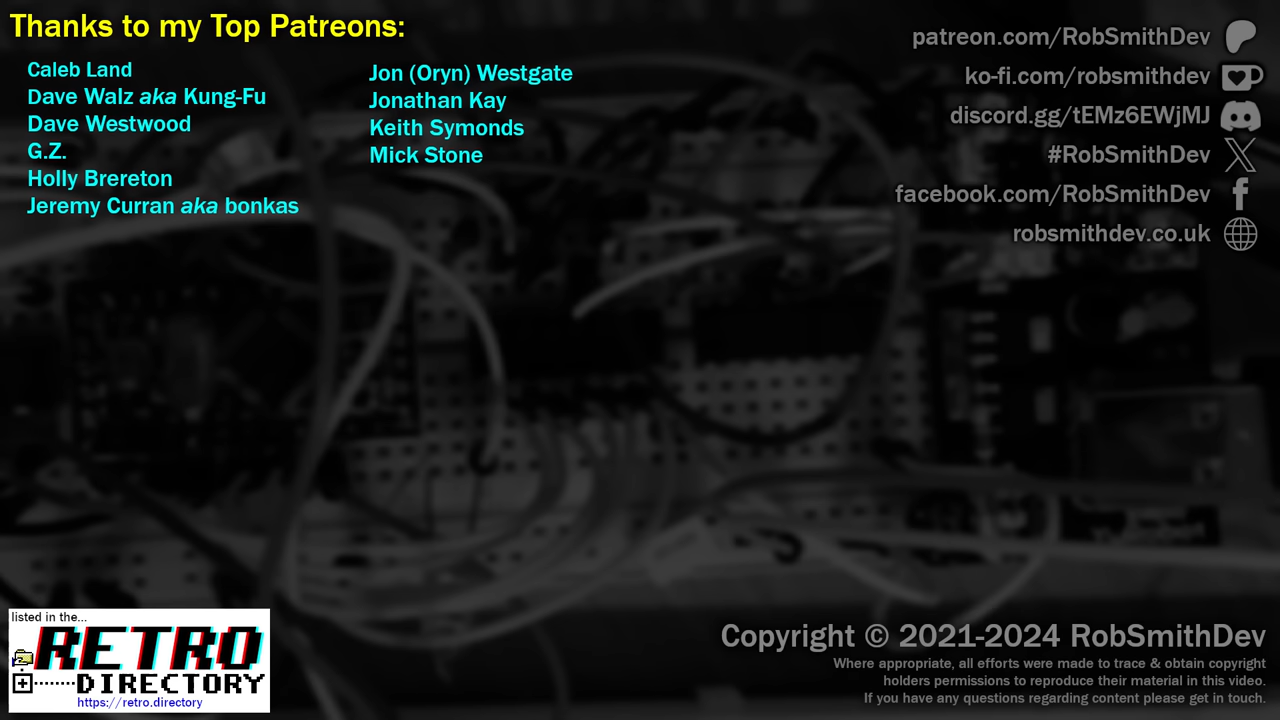 Thanks to my Top Patreons:
Caleb Land
Dave Walz aka Kung-Fu
Dave Westwood
G.Z.
Holly Brereton
Jeremy Curran aka bonkas
Jon (Oryn) Westgate
Jonathan Kay
Keith Symonds
Mick Stone
patreon.com/RobSmithDev
ko-fi.com/robsmithdev
discord.gg/tEMz6EWjMJ
#RobSmithDev
facebook.com/RobSmithDev
robsmithdev.co.uk
listed in the...
RETRO
DIRECTORY
https://retro.directory
Copyright © 2021-2024 RobSmithDev
Where appropriate, all efforts were made to trace & obtain copyright
holders permissions to reproduce their material in this video.
If you have any questions regarding content please get in touch.